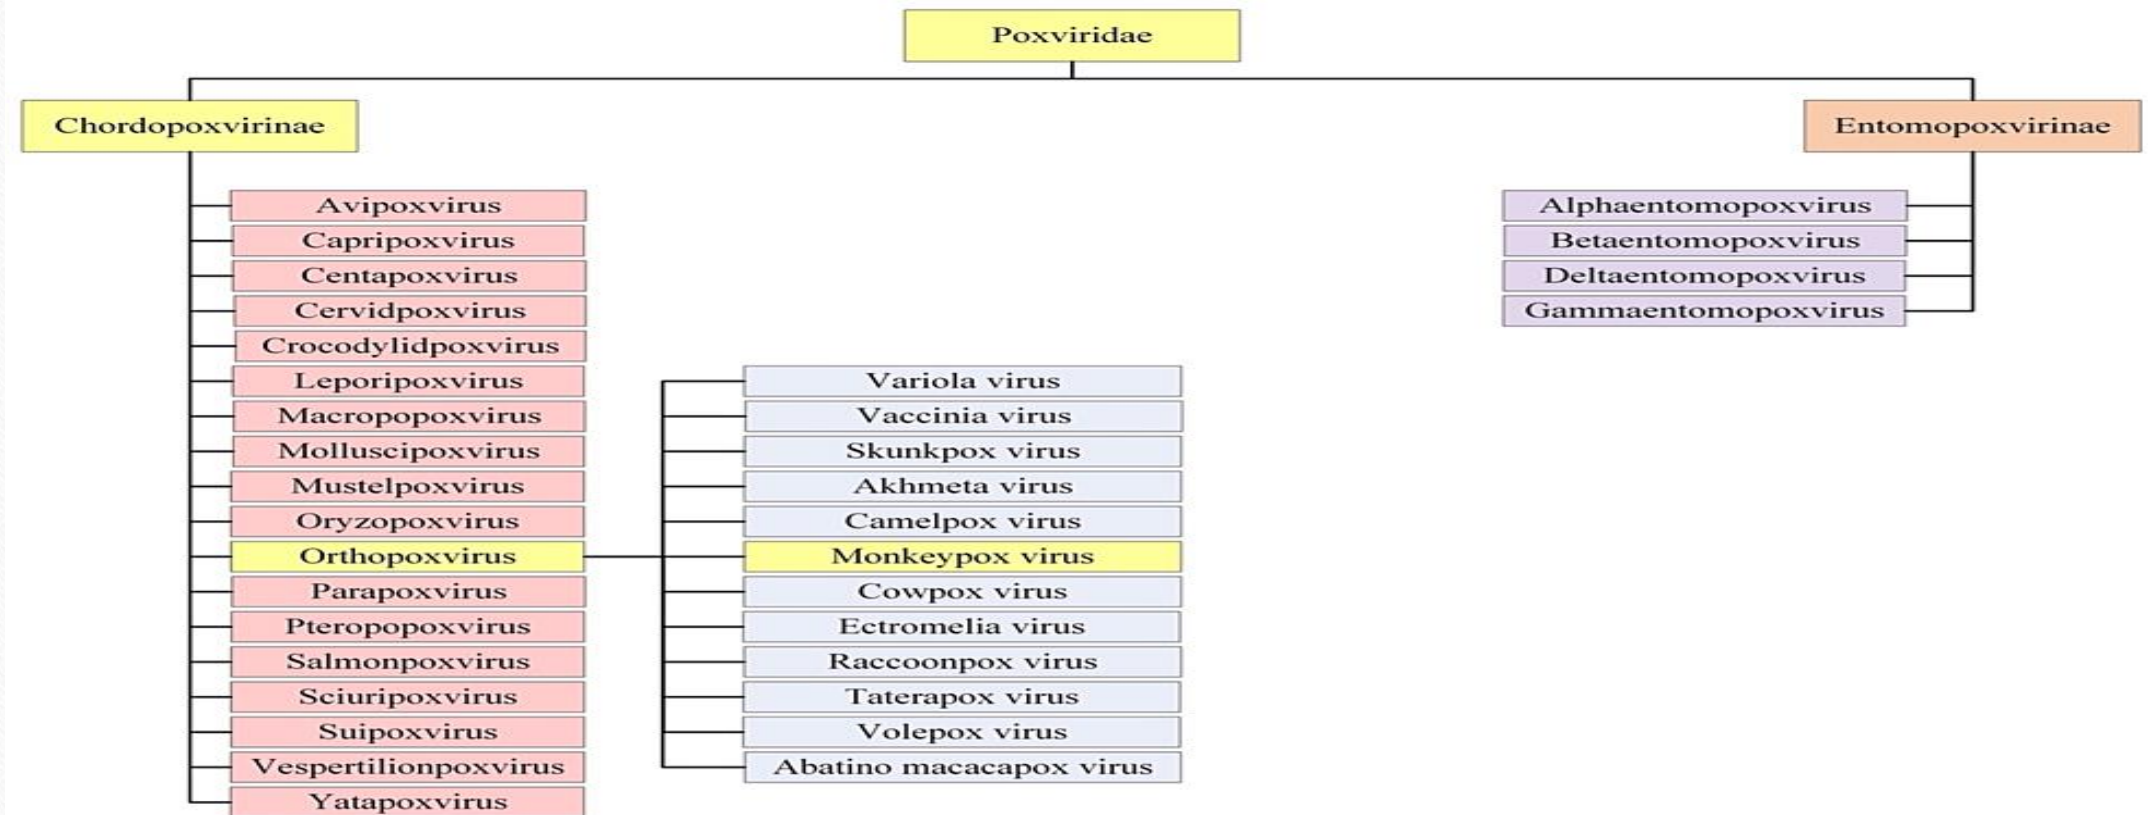 Poxviridae
Chordopoxvirinae
Entomopoxvirinae
Avipoxvirus
Capripoxvirus
Centapoxvirus
Cervidpoxvirus
Crocodylidpoxvirus
Leporipoxvirus
Macropopoxvirus
Molluscipoxvirus
Mustelpoxvirus
Oryzopoxvirus
Orthopoxvirus
Parapoxvirus
Pteropopoxvirus
Salmonpoxvirus
Sciuripoxvirus
Suipoxvirus
Vespertilionpoxvirus
Yatapoxvirus
Variola virus
Vaccinia virus
Skunkpox virus
Akhmeta virus
Camelpox virus
Monkeypox virus
Cowpox virus
Ectromelia virus
Raccoonpox virus
Taterapox virus
Volepox virus
Abatino macacapox virus
Alphaentomopoxvirus
Betaentomopoxvirus
Deltaentomopoxvirus
Gammaentomopoxvirus